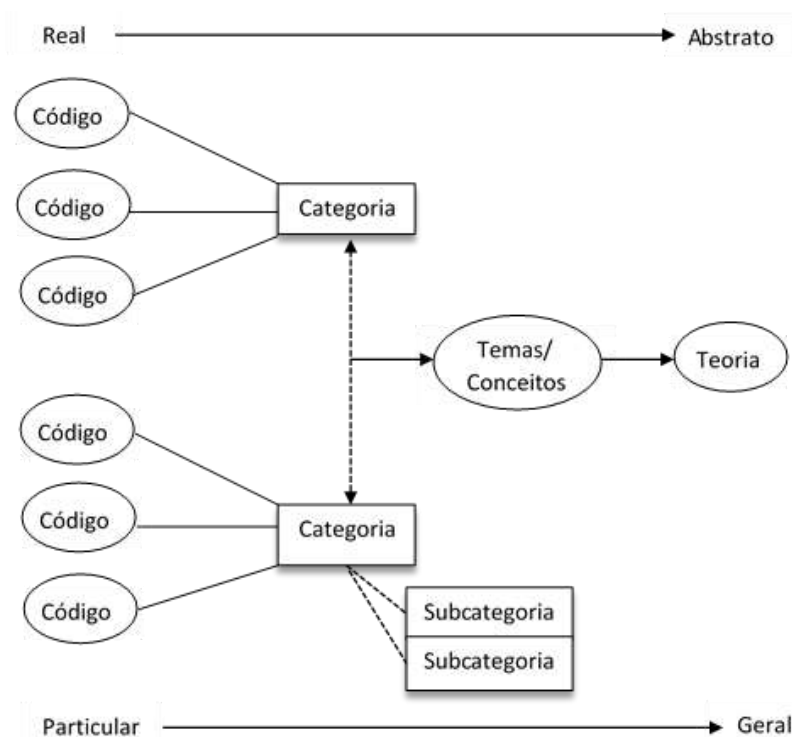 Real
Abstrato
Código
Código
Categoria
Código
Temas/
Conceitos
Teoria
Código
Código
Categoria
Código
Subcategoria
Subcategoria
Particular
Geral